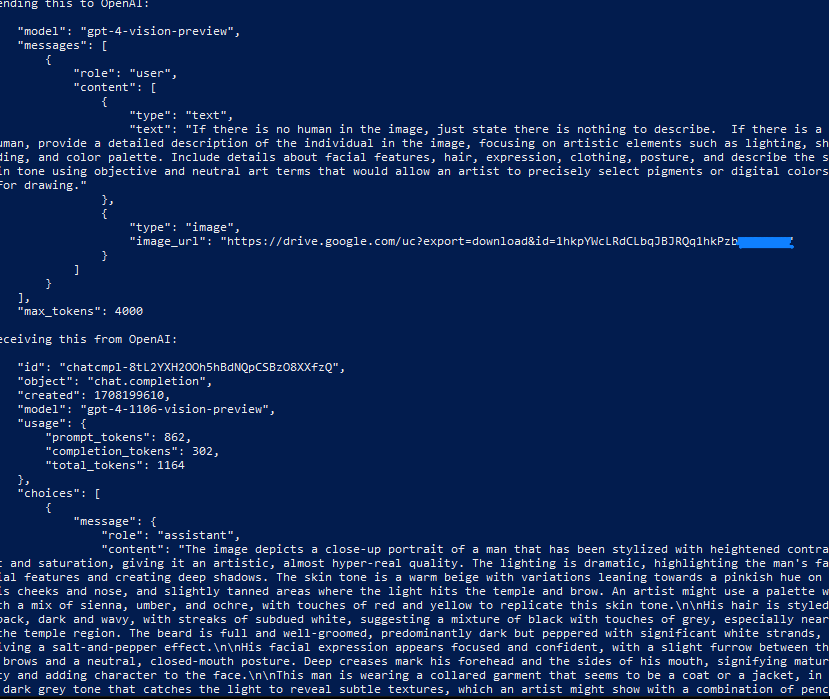 ending this to OpenAI:
"model": "gpt-4-vision-preview",
"messages": [
{
"role": "user",
"content": [
{
"type": "text",
"text": "If there is no human in the image, just state there is nothing to describe.  If there is a
uman, provide a detailed description of the individual in the image, focusing on artistic elements such as lighting, sh
ding, and color palette. Include details about facial features, hair, expression, clothing, posture, and describe the s
in tone using objective and neutral art terms that would allow an artist to precisely select pigments or digital colors
for drawing."
},
{
"type": "image",
"image_url": "https://drive.google.com/uc?export=download&id=1hkpYWcLRdCLbqJBJRQq1hkPzb
}
]
}
],
"max_tokens": 4000
eceiving this from OpenAI:
"id": "chatcmpl-8tL2YXH2OOh5hBdNQpCSBzO8XXfzQ",
"object": "chat.completion",
"created": 1708199610,
"model": "gpt-4-1106-vision-preview",
"usage": {
"prompt_tokens": 862,
"completion_tokens": 302,
"total_tokens": 1164
},
"choices": [
{
"message": {
"role": "assistant",
"content": "The image depicts a close-up portrait of a man that has been stylized with heightened contra
t and saturation, giving it an artistic, almost hyper-real quality. The lighting is dramatic, highlighting the man's fa
ial features and creating deep shadows. The skin tone is a warm beige with variations leaning towards a pinkish hue on
is cheeks and nose, and slightly tanned areas where the light hits the temple and brow. An artist might use a palette w
th a mix of sienna, umber, and ochre, with touches of red and yellow to replicate this skin tone.\n\nHis hair is styled
back, dark and wavy, with streaks of subdued white, suggesting a mixture of black with touches of grey, especially near
the temple region. The beard is full and well-groomed, predominantly dark but peppered with significant white strands,
iving a salt-and-pepper effect.\n\nHis facial expression appears focused and confident, with a slight furrow between th
brows and a neutral, closed-mouth posture. Deep creases mark his forehead and the sides of his mouth, signifying matur
ty and adding character to the face.\n\nThis man is wearing a collared garment that seems to be a coat or a jacket, in
dark grey tone that catches the light to reveal subtle textures, which an artist might show with a combination of penc